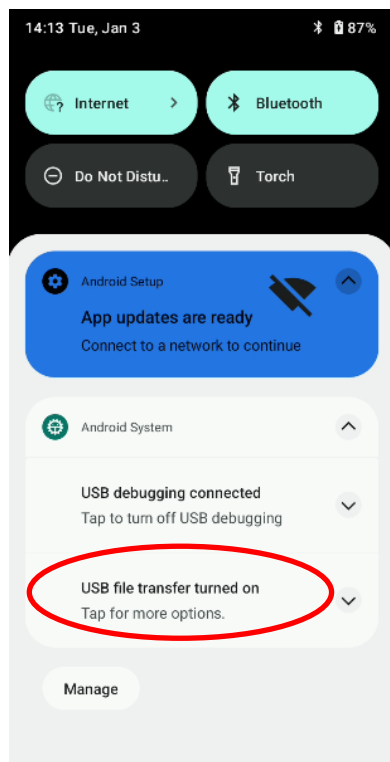 14:13 Tue, Jan 3 87%
Internet Bluetooth
Do Not Distu.. Torch
Android Setup
App updates are ready
Connect to a network to continue
Android System
USB debugging connected
Tap to turn off USB debugging
USB file transfer turned on
Tap for more options.
Manage